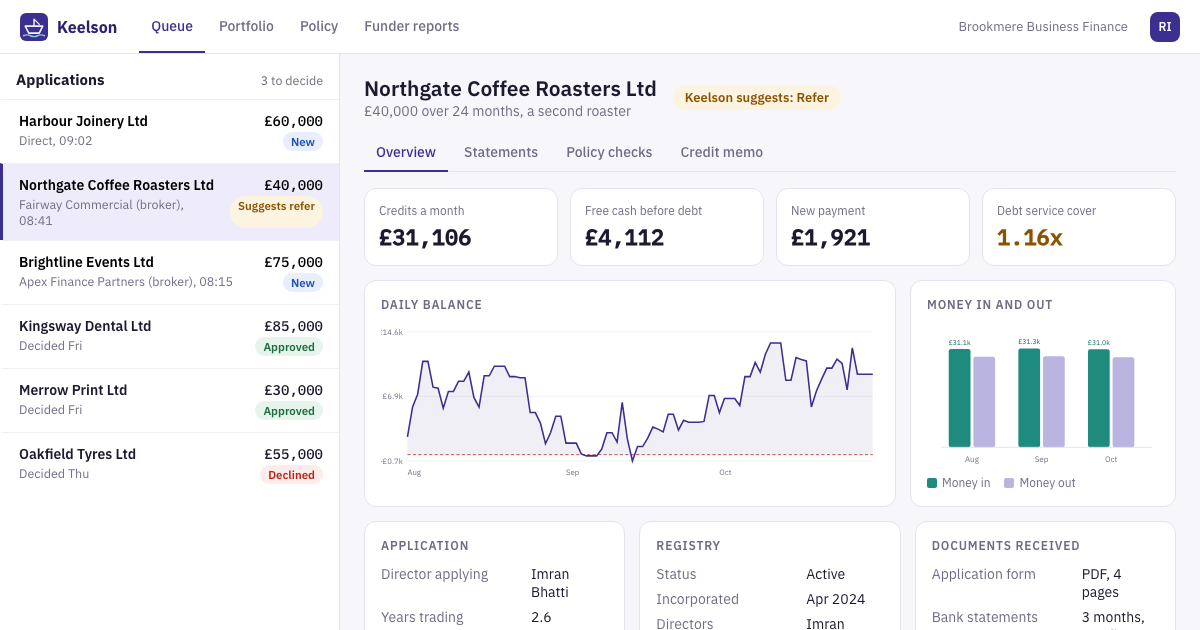 Keelson
Queue
Portfolio
Policy
Funder reports
Brookmere Business Finance
RI
Applications
3 to decide
Harbour Joinery Ltd
£60,000
Direct, 09:02
New
Northgate Coffee Roasters Ltd
£40,000
Fairway Commercial (broker),
08:41
Suggests refer
Brightline Events Ltd
£75,000
Apex Finance Partners (broker), 08:15
New
Kingsway Dental Ltd
£85,000
Decided Fri
Approved
Merrow Print Ltd
£30,000
Decided Fri
Approved
Oakfield Tyres Ltd
£55,000
Decided Thu
Declined
Northgate Coffee Roasters Ltd
£40,000 over 24 months, a second roaster
Keelson suggests: Refer
Overview
Statements
Policy checks
Credit memo
Credits a month
£31,106
Free cash before debt
£4,112
New payment
£1,921
Debt service cover
1.16x
DAILY BALANCE
£14.6k
£6.9k
-£0.7k
Aug
Sep
Oct
MONEY IN AND OUT
£31.1k
£31.3k
£31.0k
Aug
Sep
Oct
Money in
Money out
APPLICATION
Director applying
Imran
Bhatti
Years trading
2.6
REGISTRY
Status
Active
Incorporated
Apr 2024
Directors
Imran
DOCUMENTS RECEIVED
Application form
PDF, 4
pages
Bank statements
3 months,